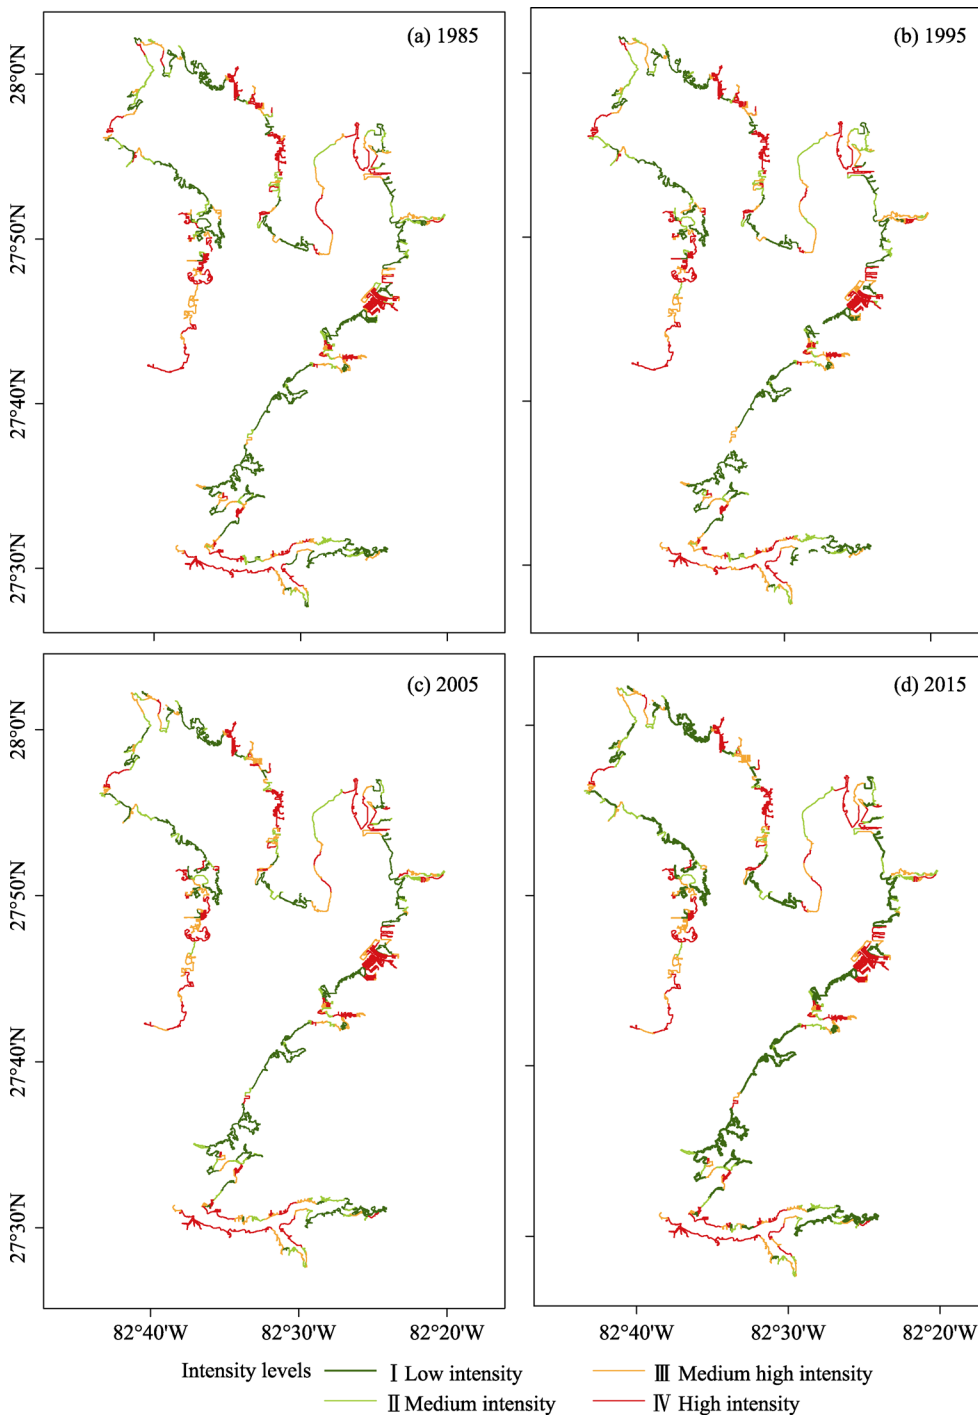 (a) 1985
(b) 1995
28°0'N
27°50'N
27°40'N
27°30'N
(c) 2005
(d) 2015
28°0'N
27°50'N
27°40'N
27°30'N
82°40'W 82°30'W 82°20'W 82°40'W 82°30'W 82°20'W
Intensity levels Ⅰ Low intensity Ⅲ Medium high intensity
Ⅱ Medium intensity Ⅳ High intensity